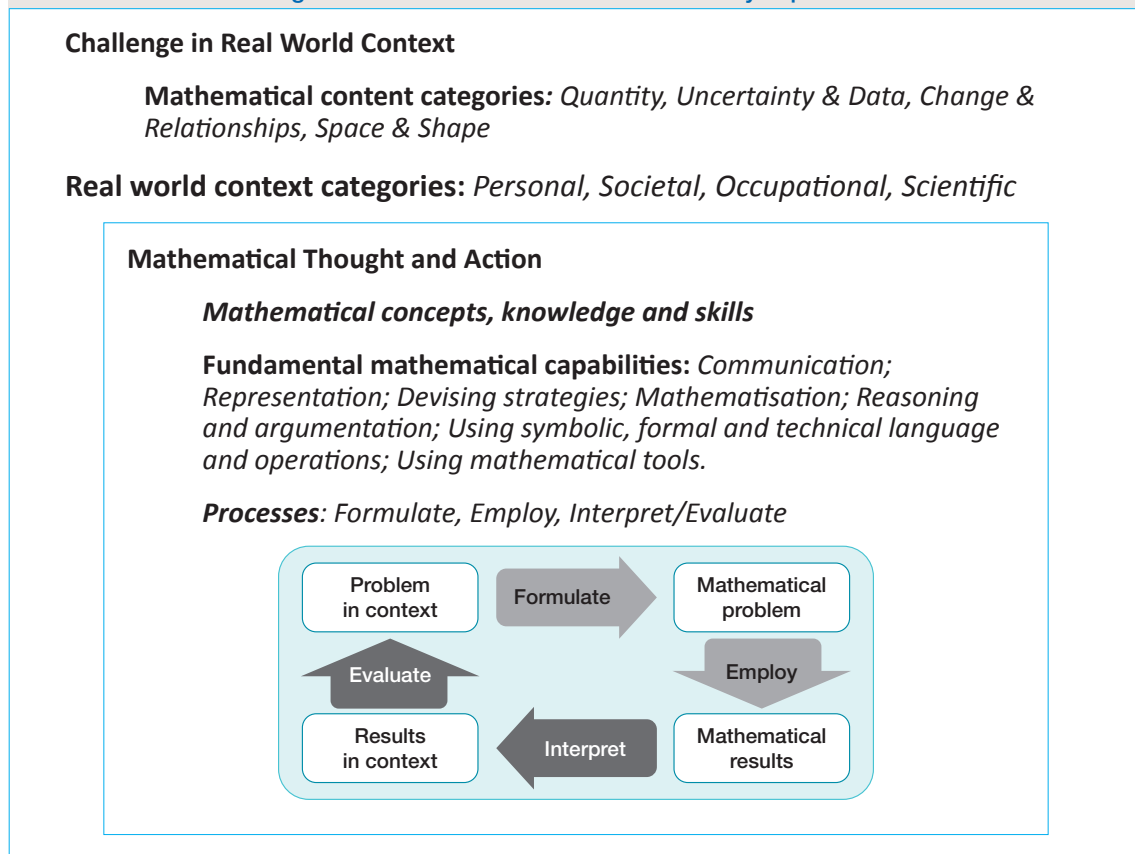 Challenge in Real World Context
Mathematical content categories: Quantity, Uncertainty & Data, Change &
Relationships, Space & Shape
Real world context categories: Personal, Societal, Occupational, Scientific
Mathematical Thought and Action
Mathematical concepts, knowledge and skills
Fundamental mathematical capabilities: Communication;
Representation; Devising strategies; Mathematisation; Reasoning
and argumentation; Using symbolic, formal and technical language
and operations; Using mathematical tools.
Processes: Formulate, Employ, Interpret/Evaluate
Problem
in context
Formulate
Mathematical
problem
Evaluate
Employ
Results
in context
Interpret
Mathematical
results